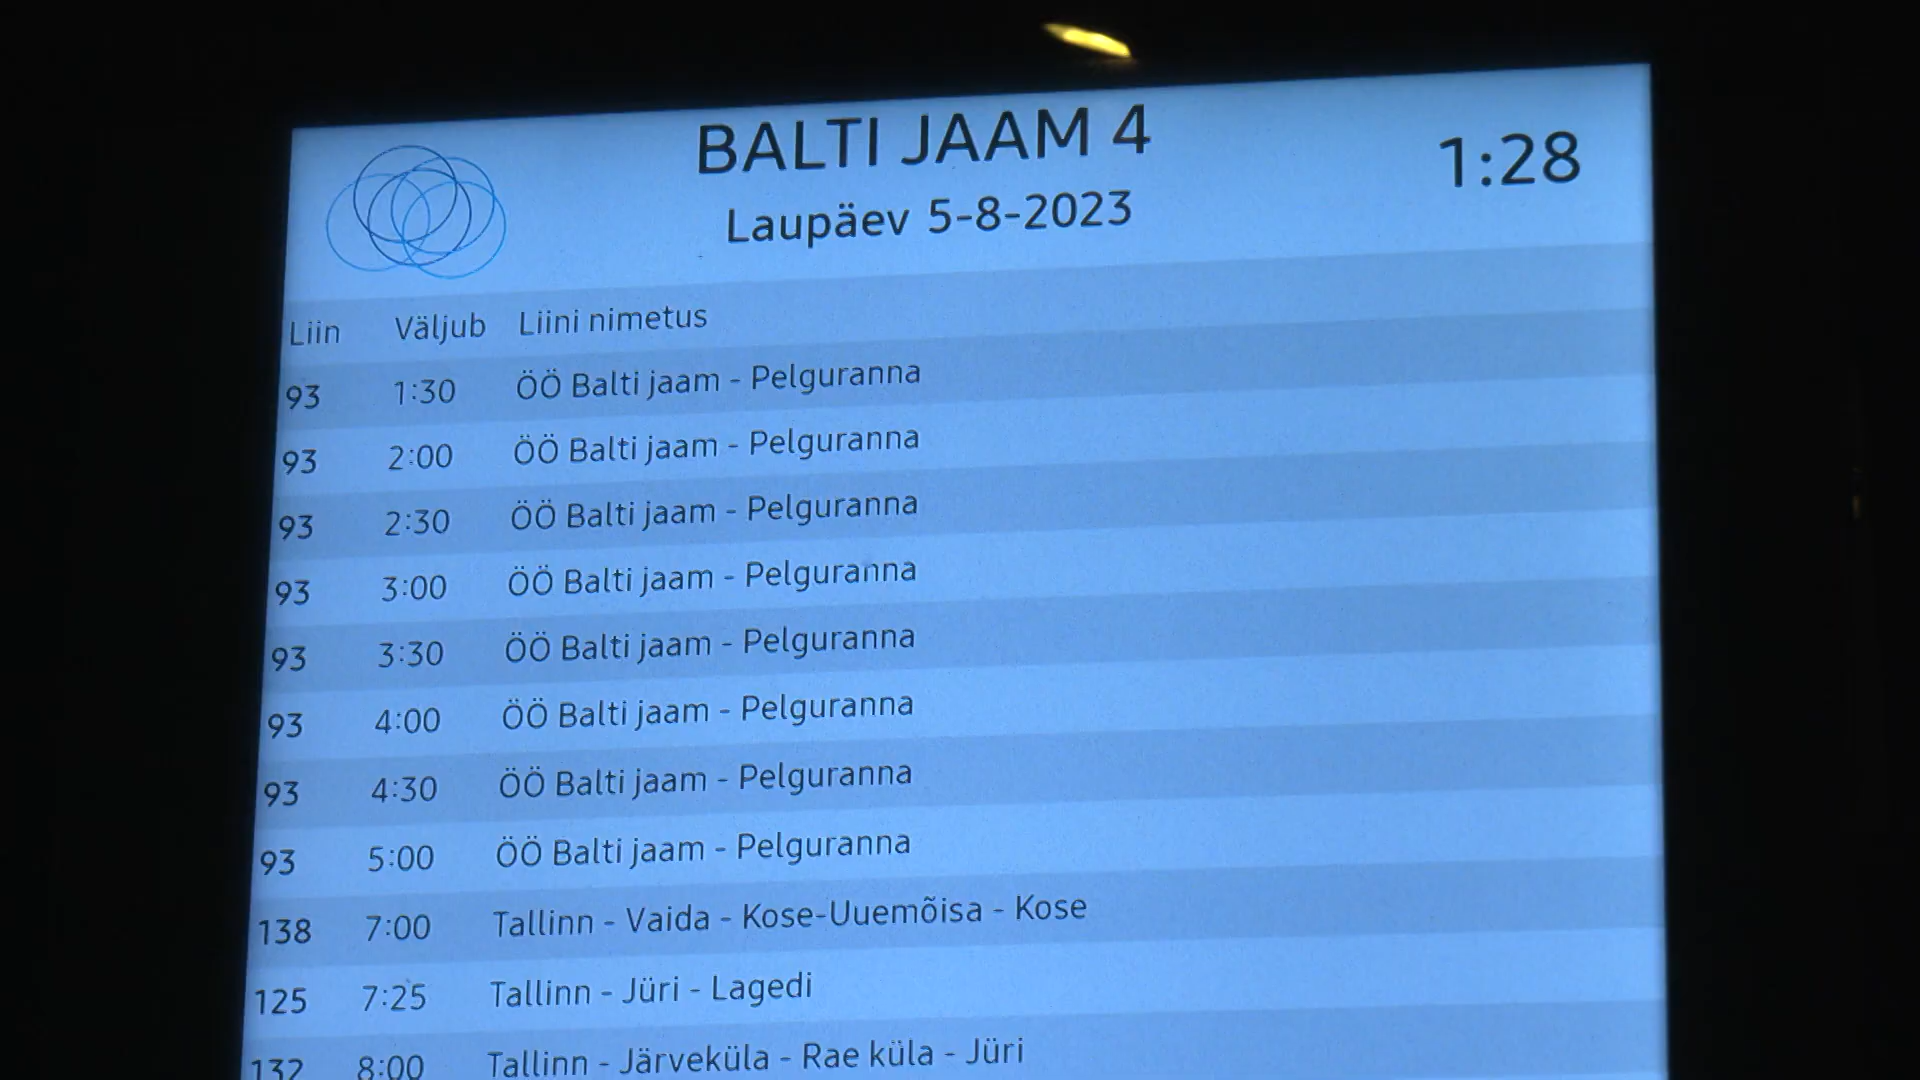 BALTI JAAM 4
1:28
Laupäev 5-8-2023
Liin Väljub Liini nimetus
93 1:30 ÖÖ Balti jaam - Pelguranna
93 2:00 ÖÖ Balti jaam - Pelguranna
93 2:30 ÖÖ Balti jaam - Pelguranna
93 3:00 ÖÖ Balti jaam - Pelguranna
93 3:30 ÖÖ Balti jaam - Pelguranna
93 4:00 ÖÖ Balti jaam - Pelguranna
93 4:30 ÖÖ Balti jaam - Pelguranna
93 5:00 ÖÖ Balti jaam - Pelguranna
138 7:00 Tallinn - Vaida - Kose-Uuemõisa - Kose
125 7:25 Tallinn - Jüri - Lagedi
132 8:00 Tallinn - Järveküla - Rae küla - Jüri